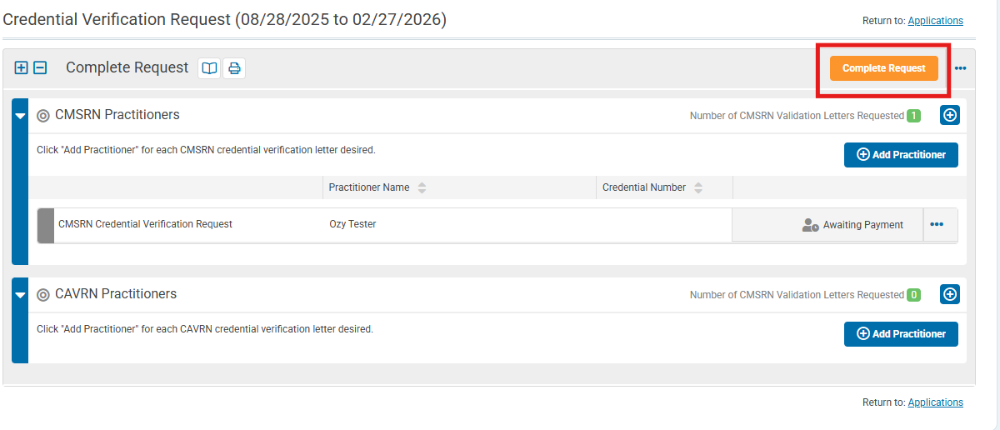 Credential Verification Request (08/28/2025 to 02/27/2026)
Return to: Applications
Complete Request
Complete Request
CMSRN Practitioners
Number of CMSRN Validation Letters Requested 1
Click "Add Practitioner" for each CMSRN credential verification letter desired.
Add Practitioner
Practitioner Name
Credential Number
CMSRN Credential Verification Request
Ozy Tester
Awaiting Payment
CAVRN Practitioners
Number of CMSRN Validation Letters Requested 0
Click "Add Practitioner" for each CAVRN credential verification letter desired.
Add Practitioner
Return to: Applications